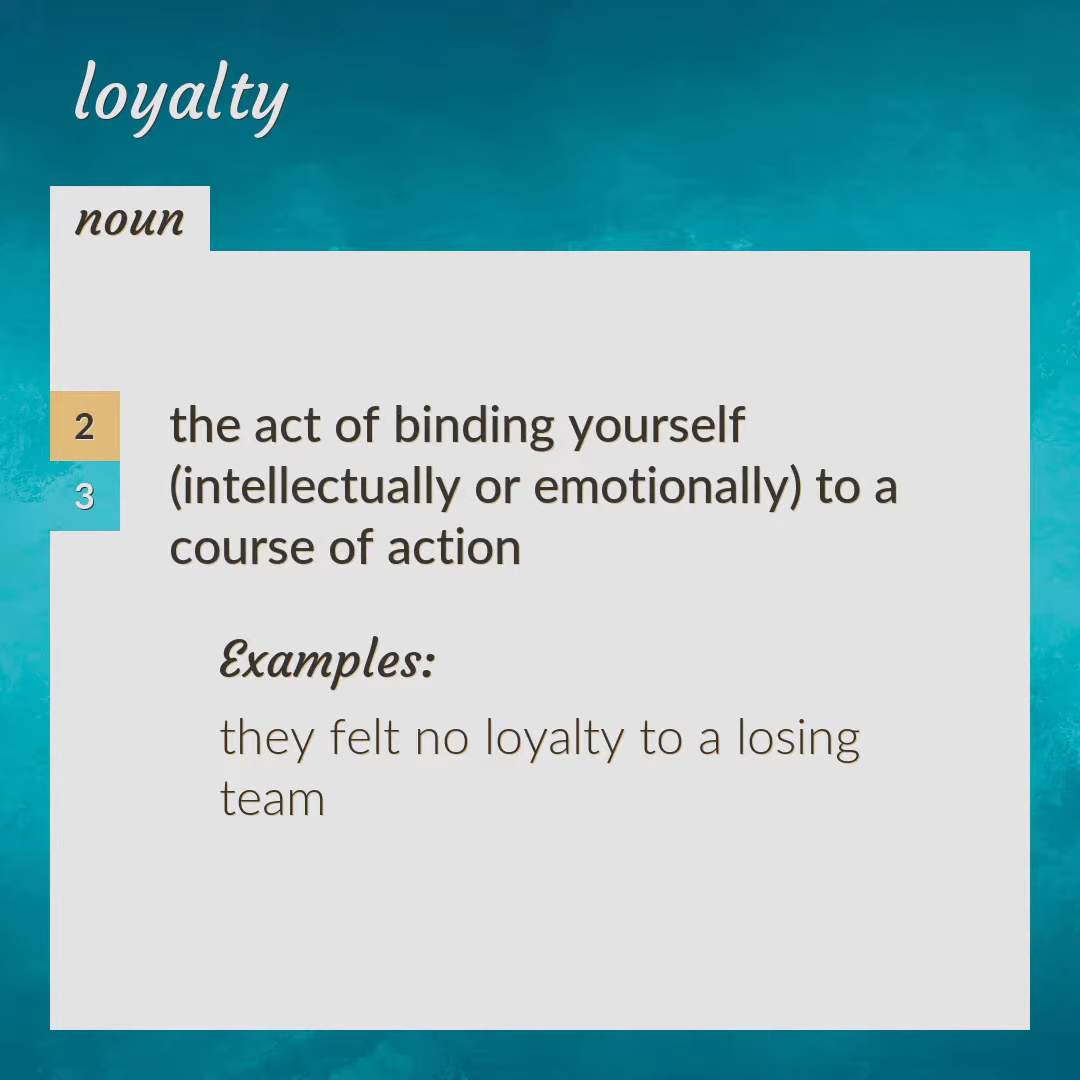 loyalty
noun
2
3
the act of binding yourself
(intellectually or emotionally) to a
course of action
Examples:
they felt no loyalty to a losing
team